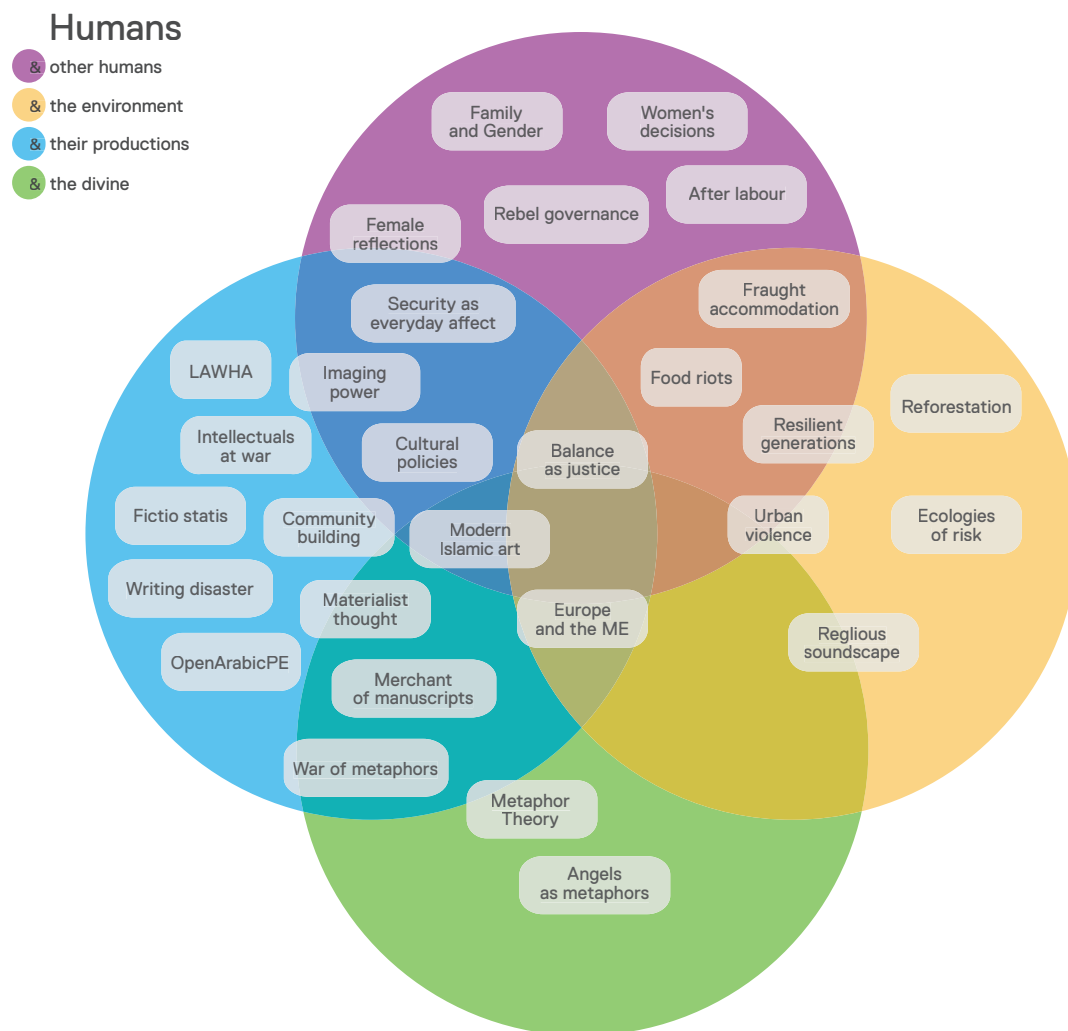 Humans
& other humans
& the environment
& their productions
& the divine
Family
and Gender
Women's
decisions
After labour
Rebel governance
Female
reflections
Fraught
accommodation
Security as
everyday affect
LAWHA
Imaging
power
Food riots
Reforestation
Intellectuals
at war
Cultural
policies
Balance
as justice
Resilient
generations
Fictio statis
Community
building
Modern
Islamic art
Urban
violence
Ecologies
of risk
Writing disaster
Materialist
thought
Europe
and the ME
Reglious
soundscape
OpenArabicPE
Merchant
of manuscripts
War of metaphors
Metaphor
Theory
Angels
as metaphors